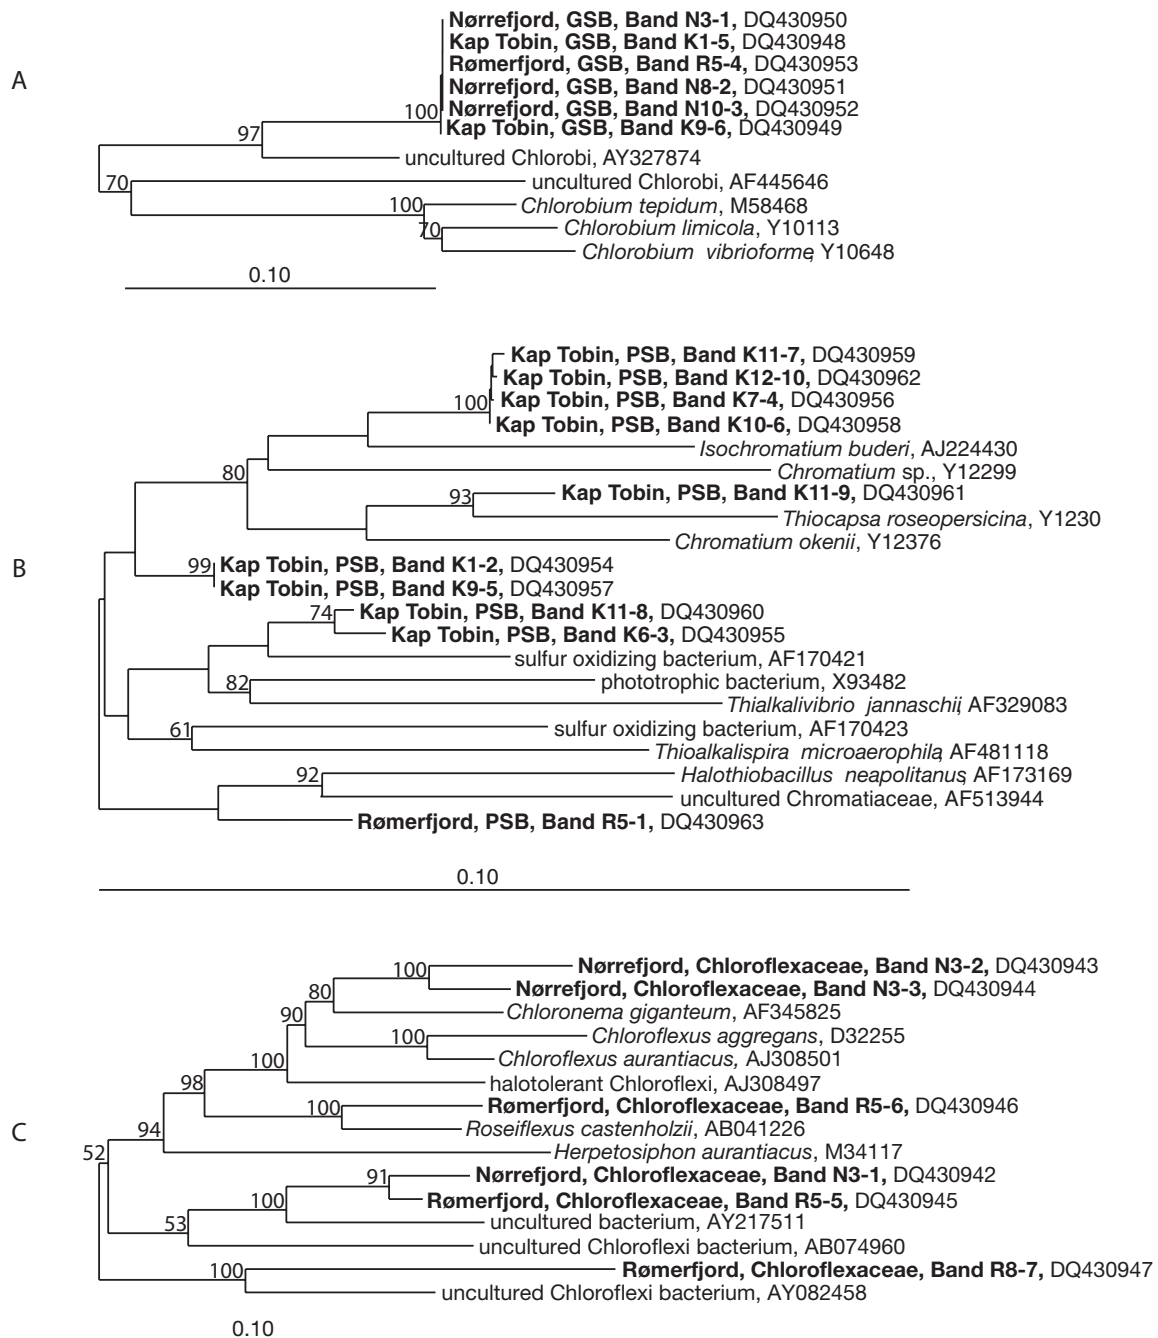 Nørrefjord, GSB, Band N3-1, DQ430950
Kap Tobin, GSB, Band K1-5, DQ430948
A
Rømerfjord, GSB, Band R5-4, DQ430953
Nørrefjord, GSB, Band N8-2, DQ430951
100
Nørrefjord, GSB, Band N10-3, DQ430952
97
Kap Tobin, GSB, Band K9-6, DQ430949
uncultured Chlorobi, AY327874
70
uncultured Chlorobi, AF445646
100
Chlorobium tepidum, M58468
70
Chlorobium limicola, Y10113
Chlorobium vibrioforme, Y10648
0.10
Kap Tobin, PSB, Band K11-7, DQ430959
Kap Tobin, PSB, Band K12-10, DQ430962
100
Kap Tobin, PSB, Band K7-4, DQ430956
Kap Tobin, PSB, Band K10-6, DQ430958
Isochromatium buderi, AJ224430
80
Chromatium sp., Y12299
93
Kap Tobin, PSB, Band K11-9, DQ430961
Thiocapsa roseopersicina, Y1230
Chromatium okenii, Y12376
B
99
Kap Tobin, PSB, Band K1-2, DQ430954
Kap Tobin, PSB, Band K9-5, DQ430957
74
Kap Tobin, PSB, Band K11-8, DQ430960
Kap Tobin, PSB, Band K6-3, DQ430955
sulfur oxidizing bacterium, AF170421
82
phototrophic bacterium, X93482
Thialkalivibrio jannaschii, AF329083
61
sulfur oxidizing bacterium, AF170423
Thioalkalispira microaerophila, AF481118
92
Halothiobacillus neapolitanus, AF173169
uncultured Chromatiaceae, AF513944
Rømerfjord, PSB, Band R5-1, DQ430963
0.10
100
Nørrefjord, Chloroflexaceae, Band N3-2, DQ430943
80
Nørrefjord, Chloroflexaceae, Band N3-3, DQ430944
90
Chloronema giganteum, AF345825
100
Chloroflexus aggregans, D32255
100
Chloroflexus aurantiacus, AJ308501
98
halotolerant Chloroflexi, AJ308497
100
Rømerfjord, Chloroflexaceae, Band R5-6, DQ430946
C
94
Roseiflexus castenholzii, AB041226
52
Herpetosiphon aurantiacus, M34117
91
Nørrefjord, Chloroflexaceae, Band N3-1, DQ430942
100
Rømerfjord, Chloroflexaceae, Band R5-5, DQ430945
53
uncultured bacterium, AY217511
uncultured Chloroflexi bacterium, AB074960
100
Rømerfjord, Chloroflexaceae, Band R8-7, DQ430947
uncultured Chloroflexi bacterium, AY082458
0.10